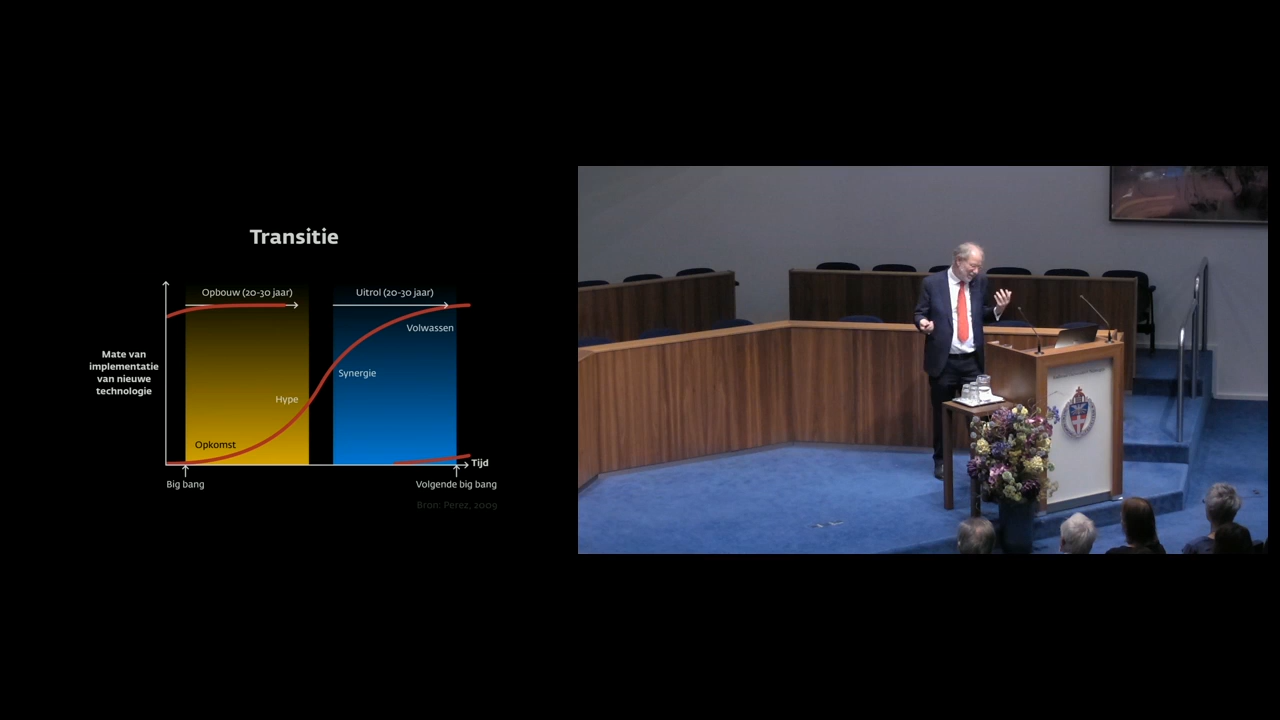 Transitie
Opbouw (20-30 jaar)
Uitrol (20-30 jaar)
Volwassen
Mate van
implementatie
van nieuwe
technologie
Synergie
Hype
Opkomst
Tijd
Big bang
Volgende big bang
Bron: Perez, 2009